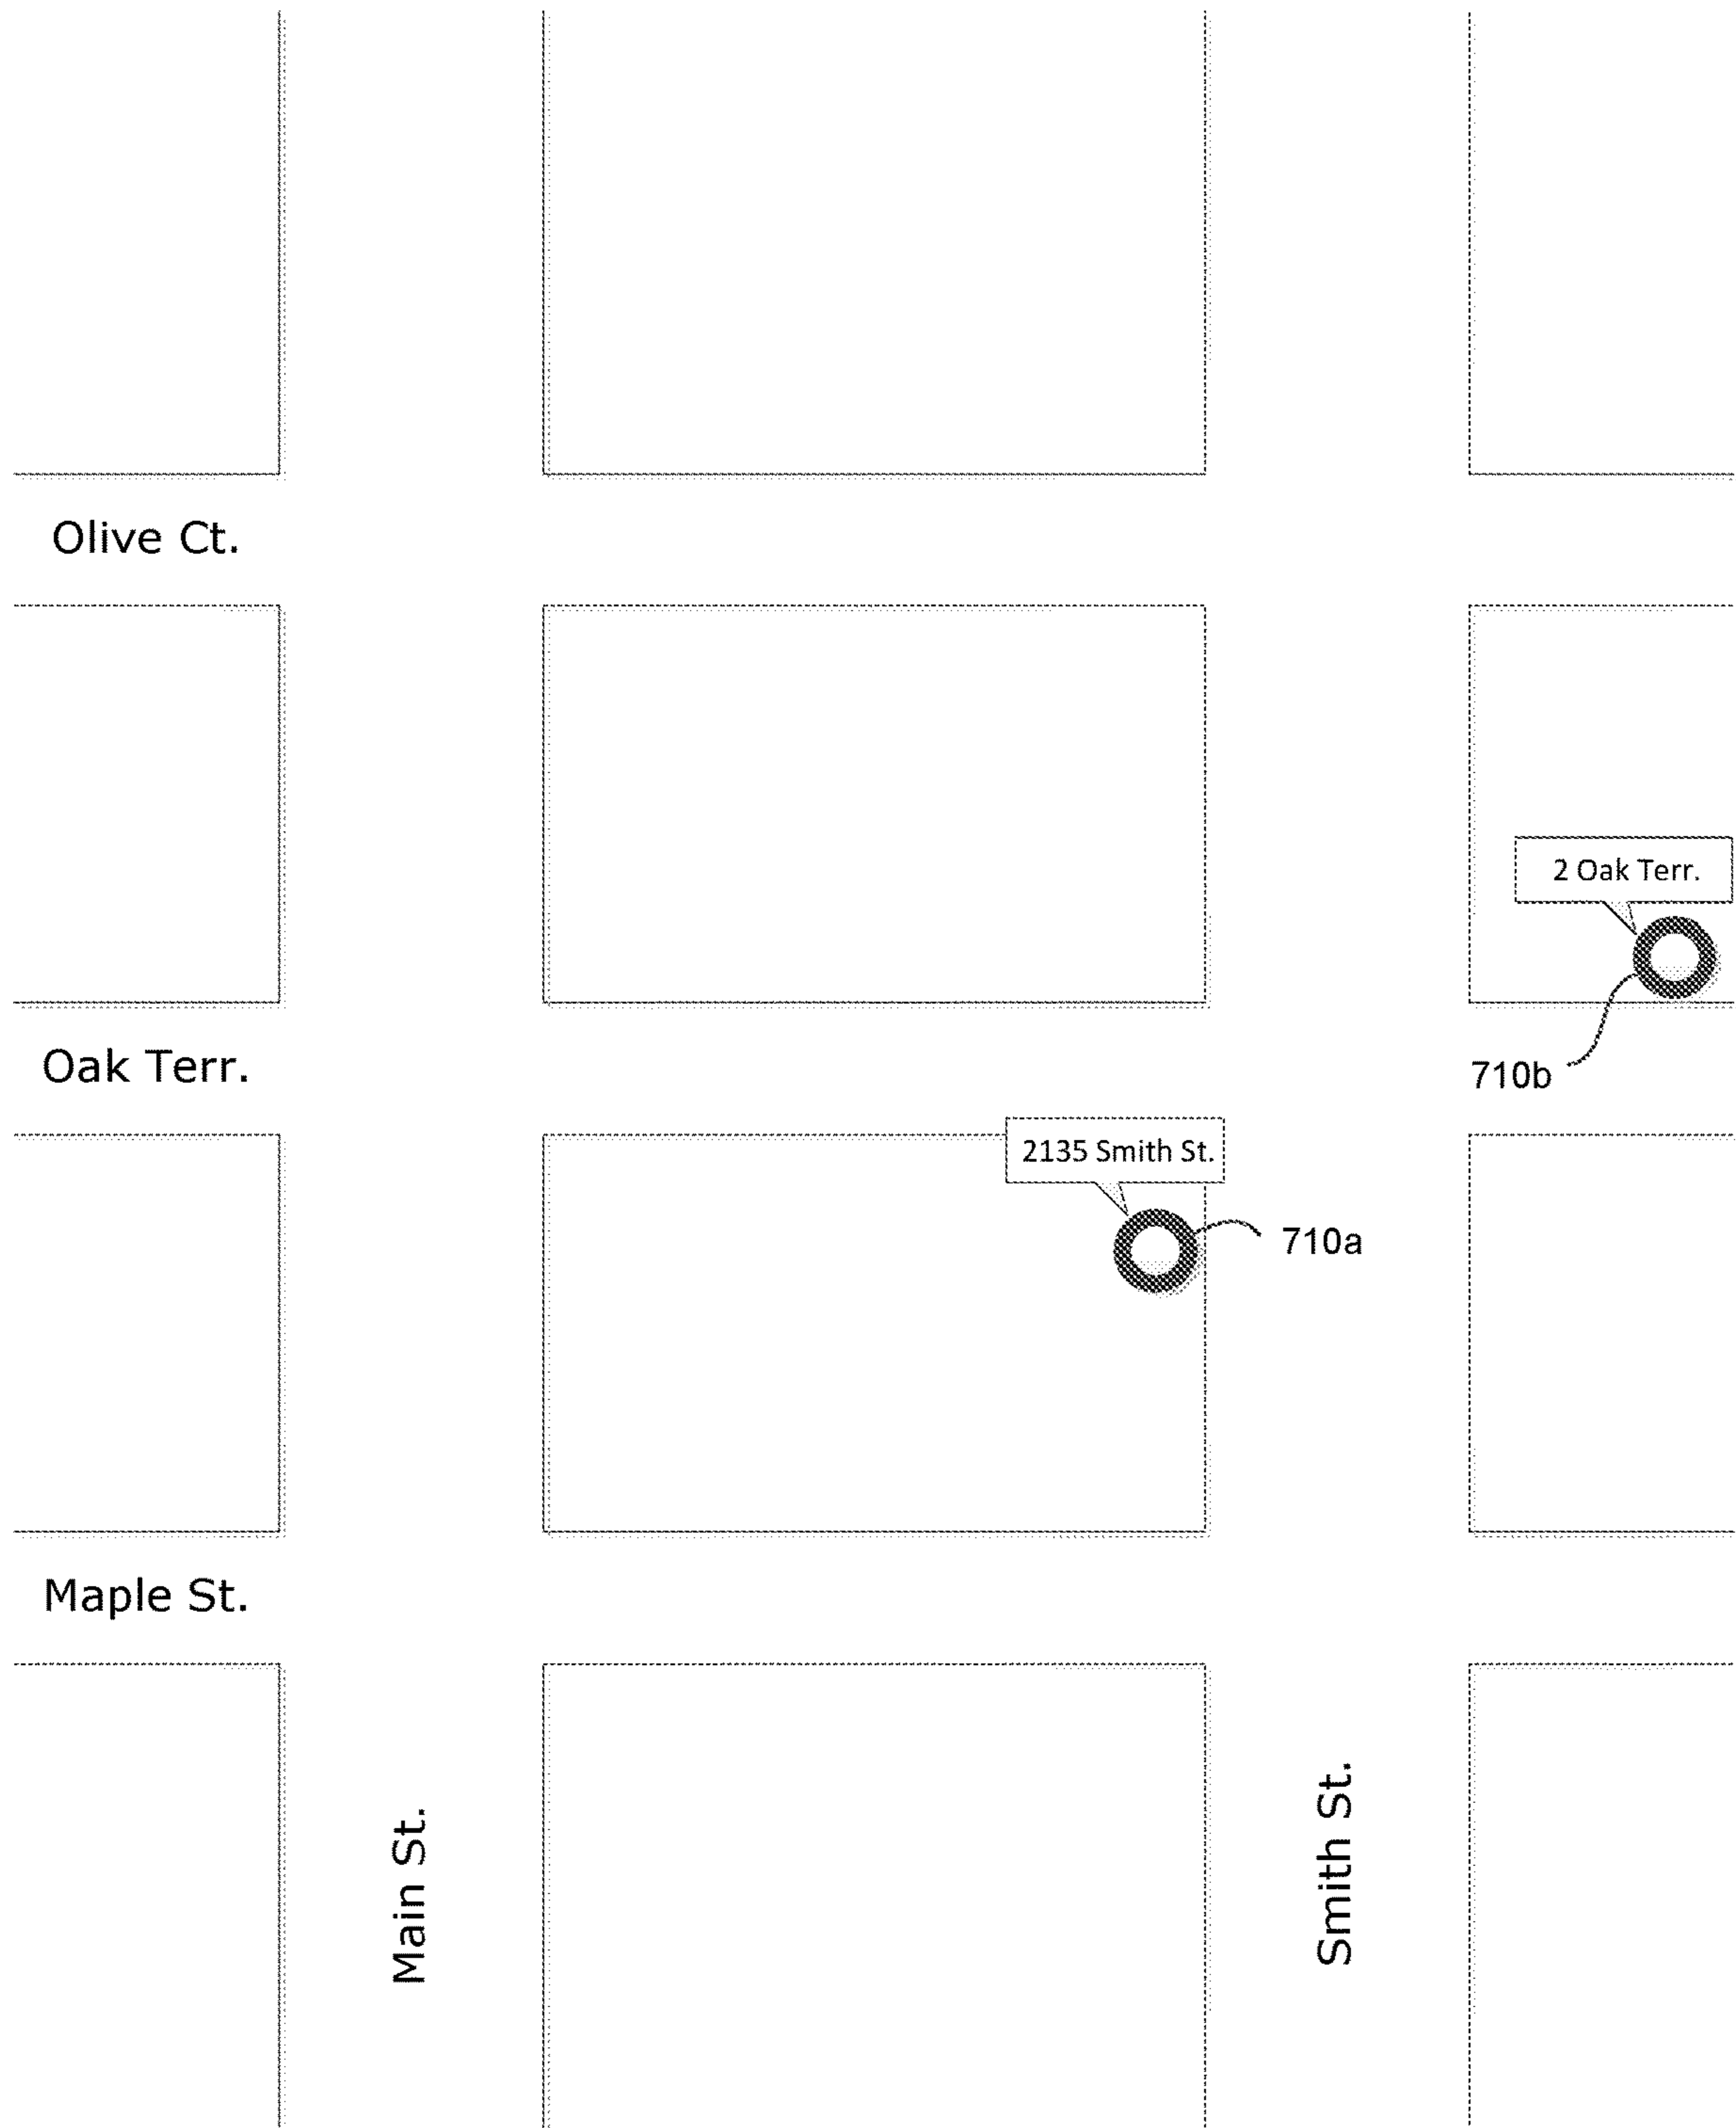 Olive Ct.
2 Oak Terr.
Oak Terr.
710b
2135 Smith St.
710a
Maple St.
Main St.
Smith St.